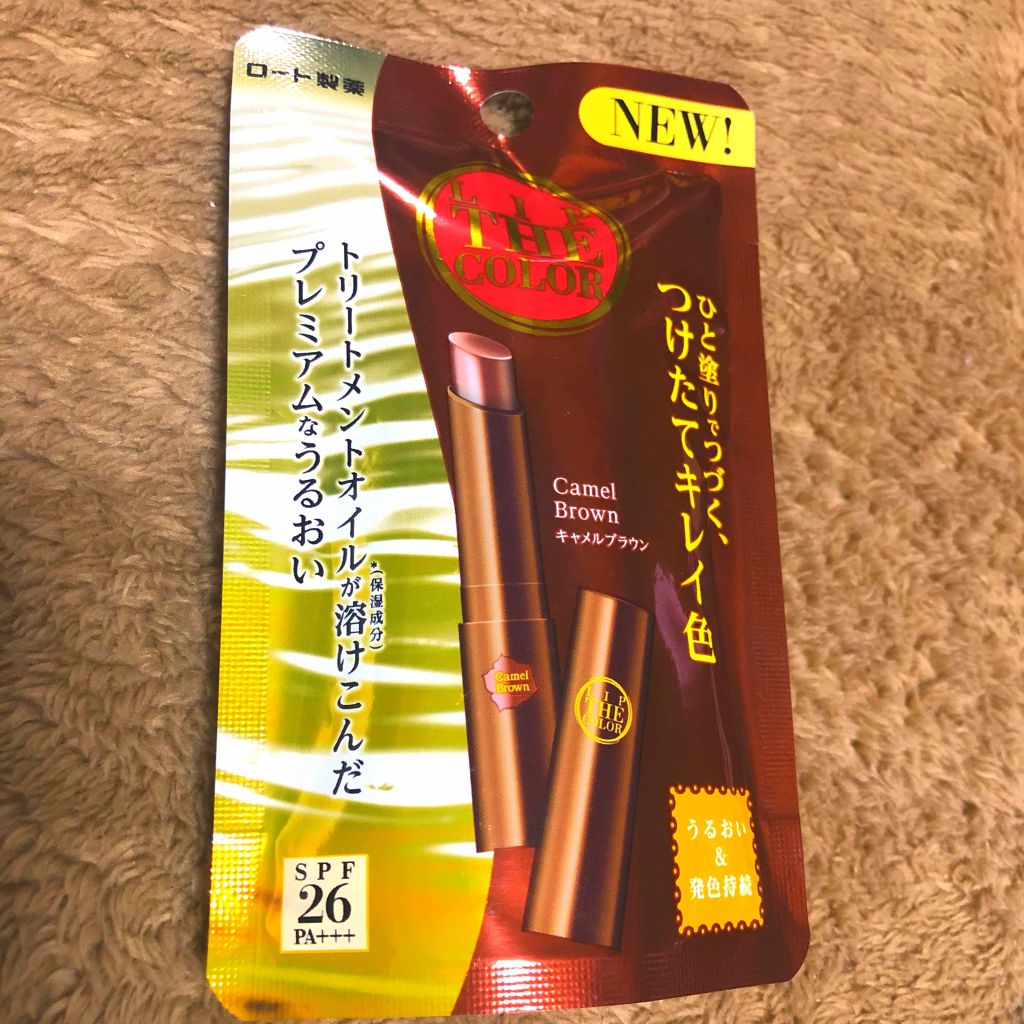 ロート製薬
NEW!
LIP
THE
COLOR
ひと塗りでつづく、
つけたてキレイ色
トリートメントオイルが溶けこんだ
*(保湿成分)
プレミアムなうるおい
Camel
Brown
キャメルブラウン
Camel
Brown
LIP
THE
COLOR
うるおい
&
発色持続
SPF
26
PA+++